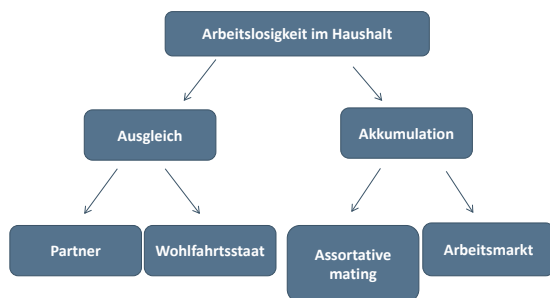 Arbeitslosigkeit im Haushalt
Ausgleich
Akkumulation
Partner
Wohlfahrtsstaat
Assortative
mating
Arbeitsmarkt